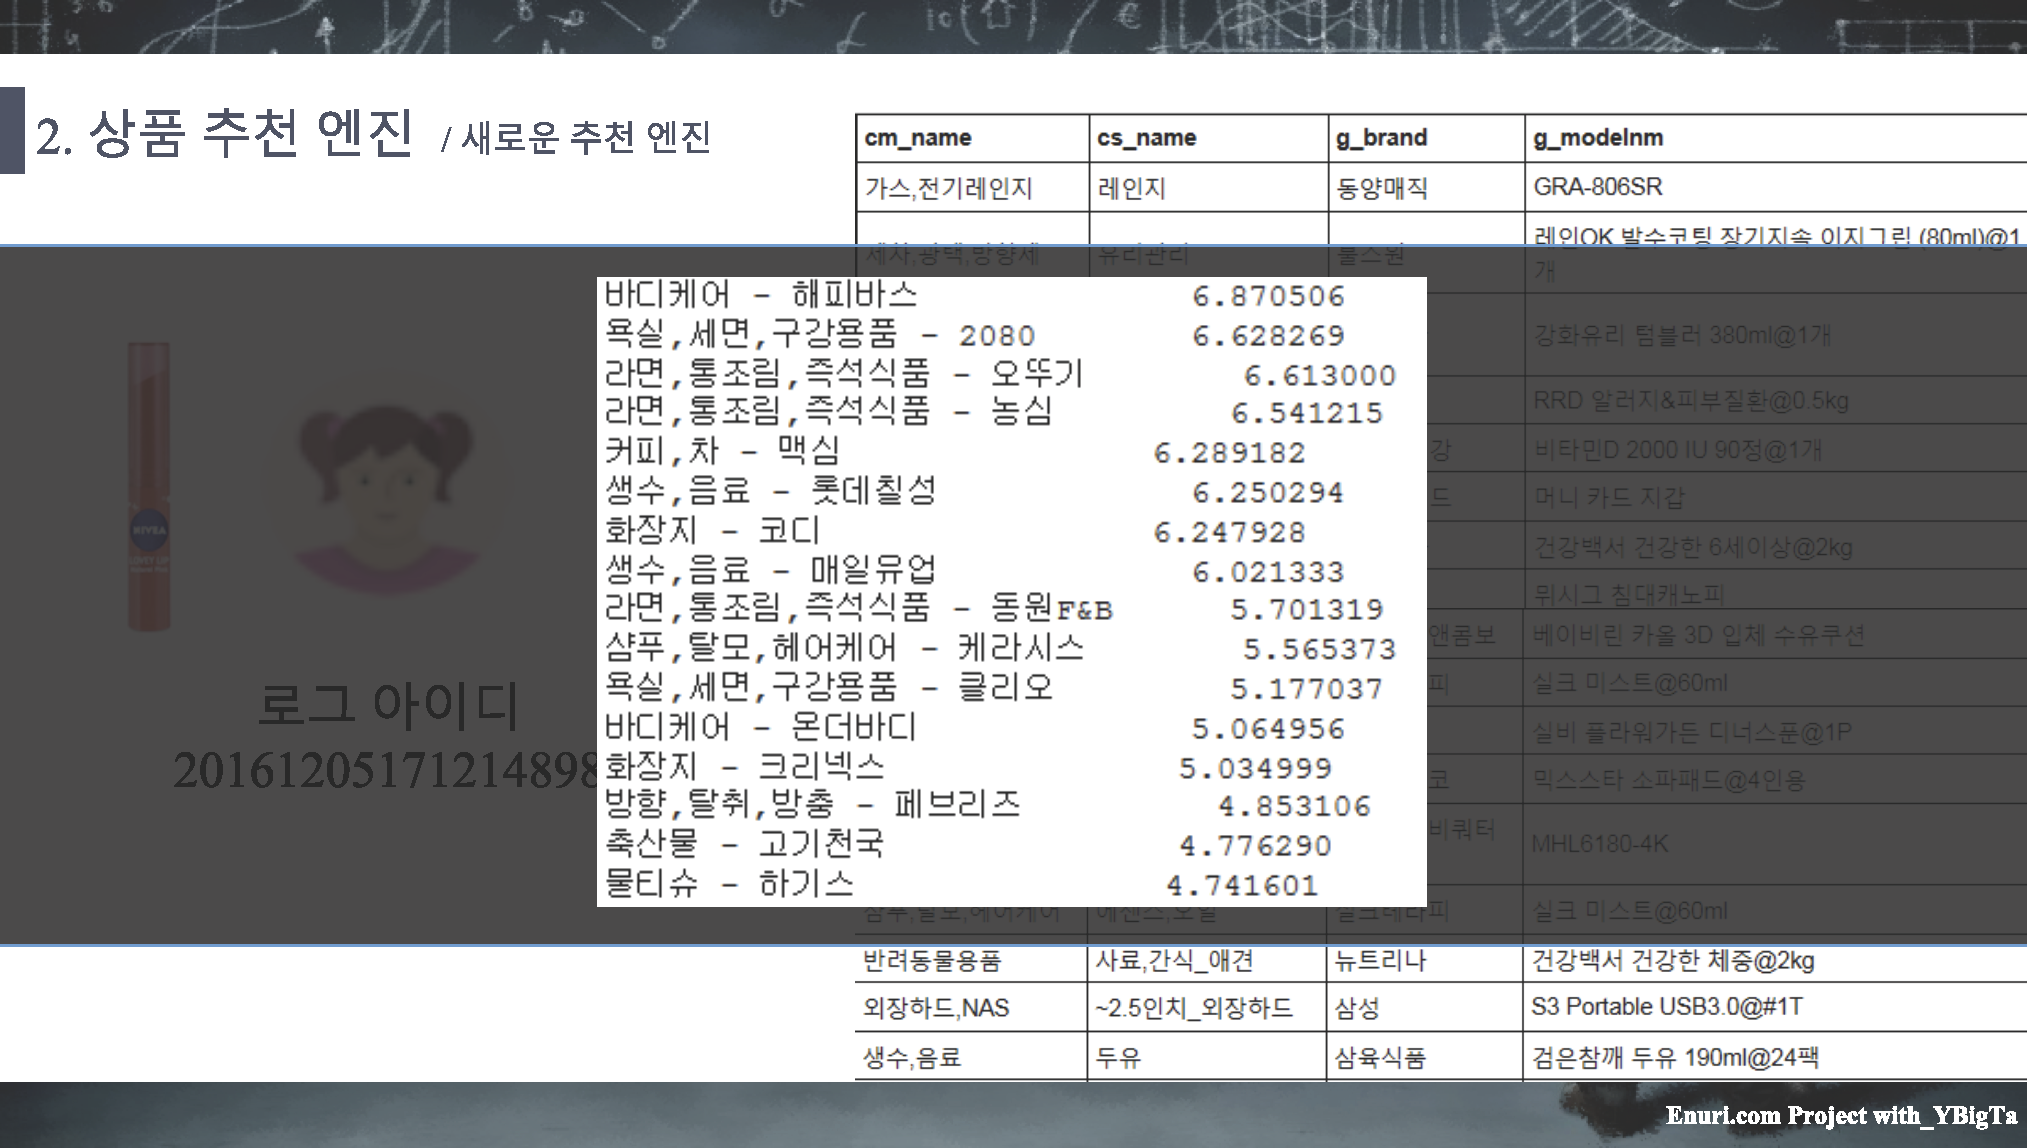 2. 상품 추천 엔진 / 새로운 추천 엔진
cm_name cs_name g_brand g_modelnm
가스,전기레인지 레인지 동양매직 GRA-806SR
세차,광택,방향제 유리관리 불스원 레인OK 발수코팅 장기지속 이지그립 (80ml)@1
개
강화유리 텀블러 380ml@1개
RRD 알러지&피부질환@0.5kg
강 비타민D 2000 IU 90정@1개
드 머니 카드 지갑
건강백서 건강한 6세이상@2kg
위시그 침대캐노피
앤콤보 베이비린 카울 3D 입체 수유쿠션
피 실크 미스트@60ml
실비 플라워가든 디너스푼@1P
코 믹스스타 소파패드@4인용
비쿼터 MHL6180-4K
샴푸,탈모,헤어케어 에센스,오일 실크테라피 실크 미스트@60ml
반려동물용품 사료,간식_애견 뉴트리나 건강백서 건강한 체중@2kg
외장하드,NAS ~2.5인치_외장하드 삼성 S3 Portable USB3.0@#1T
생수,음료 두유 삼육식품 검은참깨 두유 190ml@24팩
바디케어 - 해피바스 6.870506
욕실,세면,구강용품 - 2080 6.628269
라면,통조림,즉석식품 - 오뚜기 6.613000
라면,통조림,즉석식품 - 농심 6.541215
커피,차 - 맥심 6.289182
생수,음료 - 롯데칠성 6.250294
화장지 - 코디 6.247928
생수,음료 - 매일유업 6.021333
라면,통조림,즉석식품 - 동원F&B 5.701319
샴푸,탈모,헤어케어 - 케라시스 5.565373
욕실,세면,구강용품 - 클리오 5.177037
바디케어 - 온더바디 5.064956
화장지 - 크리넥스 5.034999
방향,탈취,방충 - 페브리즈 4.853106
축산물 - 고기천국 4.776290
물티슈 - 하기스 4.741601
NIVEA
로그 아이디
20161205171214898
Enuri.com Project with_YBigTa